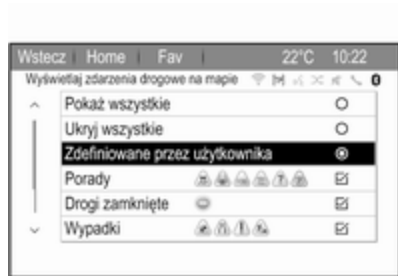 Wstecz Home Fav 22°C 10:22
Wyświetlaj zdarzenia drogowe na mapie
Pokaż wszystkie
Ukryj wszystkie
Zdefiniowane przez użytkownika
Porady
Drogi zamknięte
Wypadki